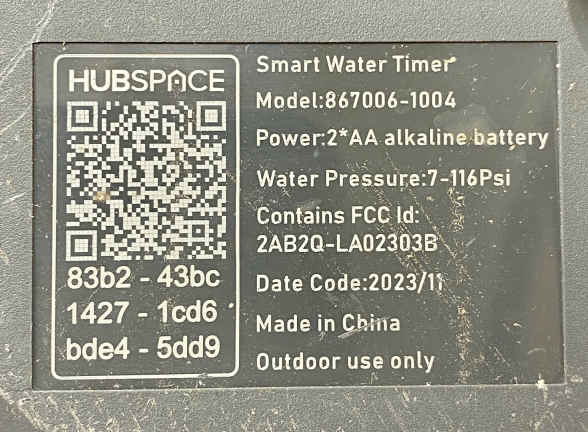 HUBSPACE
83b2 - 43bc
1427 - 1cd6
bde4 - 5dd9
Smart Water Timer
Model:867006-1004
Power:2*AA alkaline battery
Water Pressure:7-116Psi
Contains FCC Id:
2AB2Q-LA02303B
Date Code:2023/11
Made in China
Outdoor use only